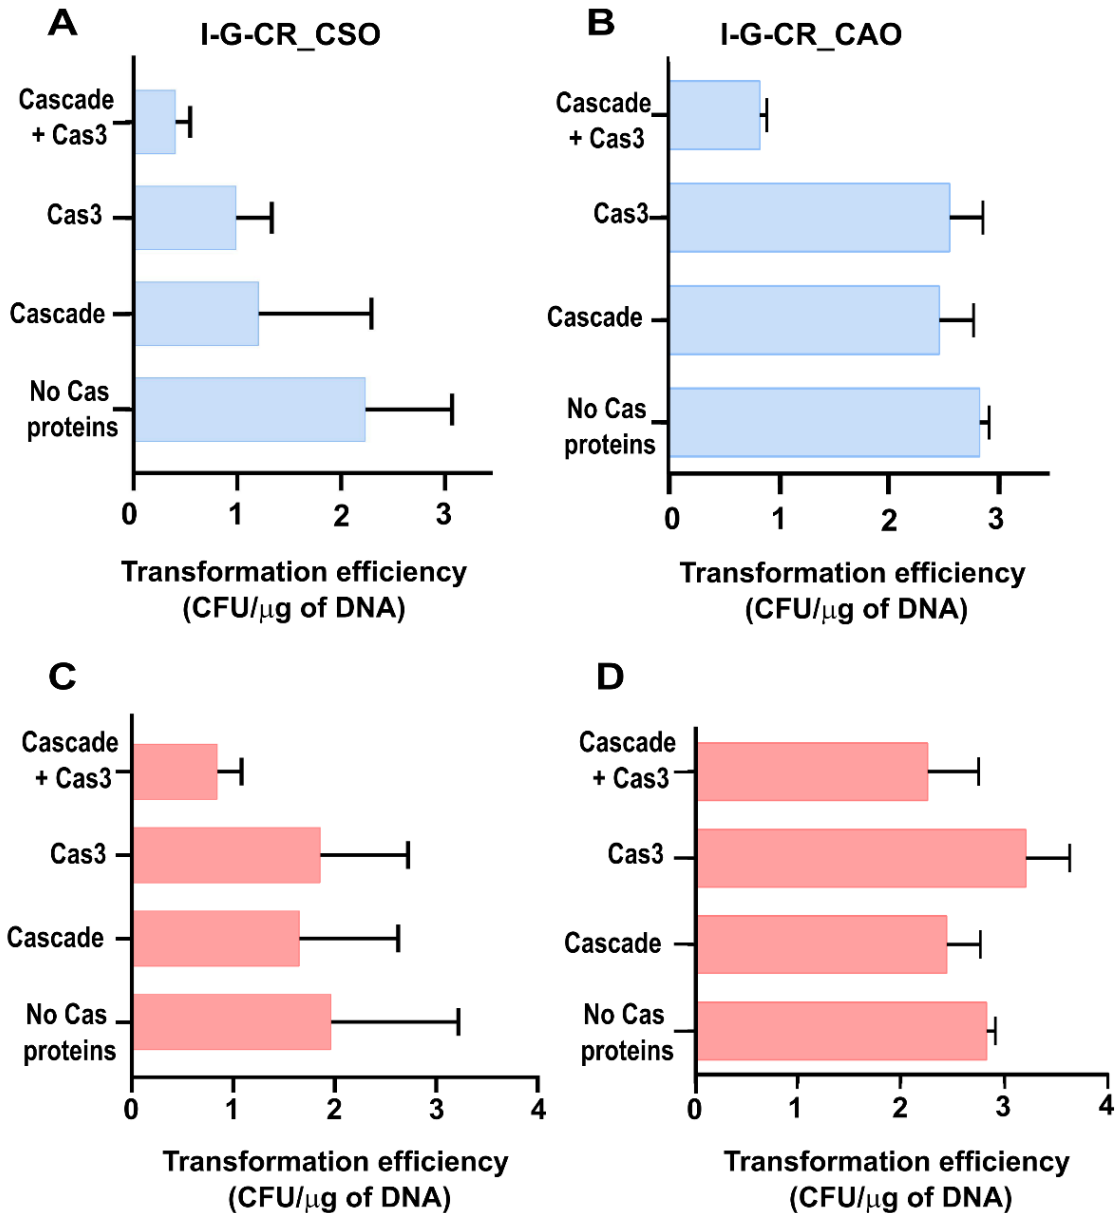 A
I-G-CR_CSO
Cascade
+ Cas3
Cas3
Cascade
No Cas
proteins
0 1 2 3
Transformation efficiency
(CFU/μg of DNA)
B
I-G-CR_CAO
Cascade
+ Cas3
Cas3
Cascade
No Cas
proteins
0 1 2 3
Transformation efficiency
(CFU/μg of DNA)
C
Cascade
+ Cas3
Cas3
Cascade
No Cas
proteins
0 1 2 3 4
Transformation efficiency
(CFU/μg of DNA)
D
Cascade
+ Cas3
Cas3
Cascade
No Cas
proteins
0 1 2 3 4
Transformation efficiency
(CFU/μg of DNA)